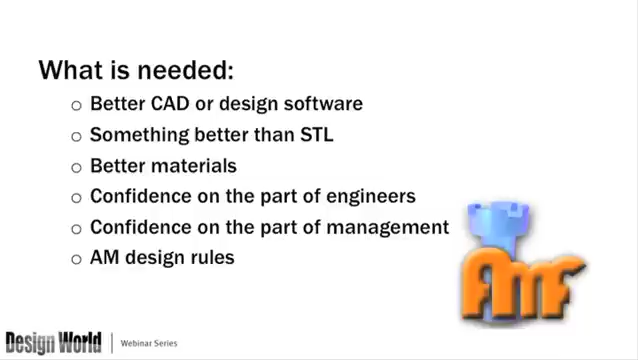 What is needed:
○ Better CAD or design software
○ Something better than STL
○ Better materials
○ Confidence on the part of engineers
○ Confidence on the part of management
○ AM design rules
AMF
Design World | Webinar Series